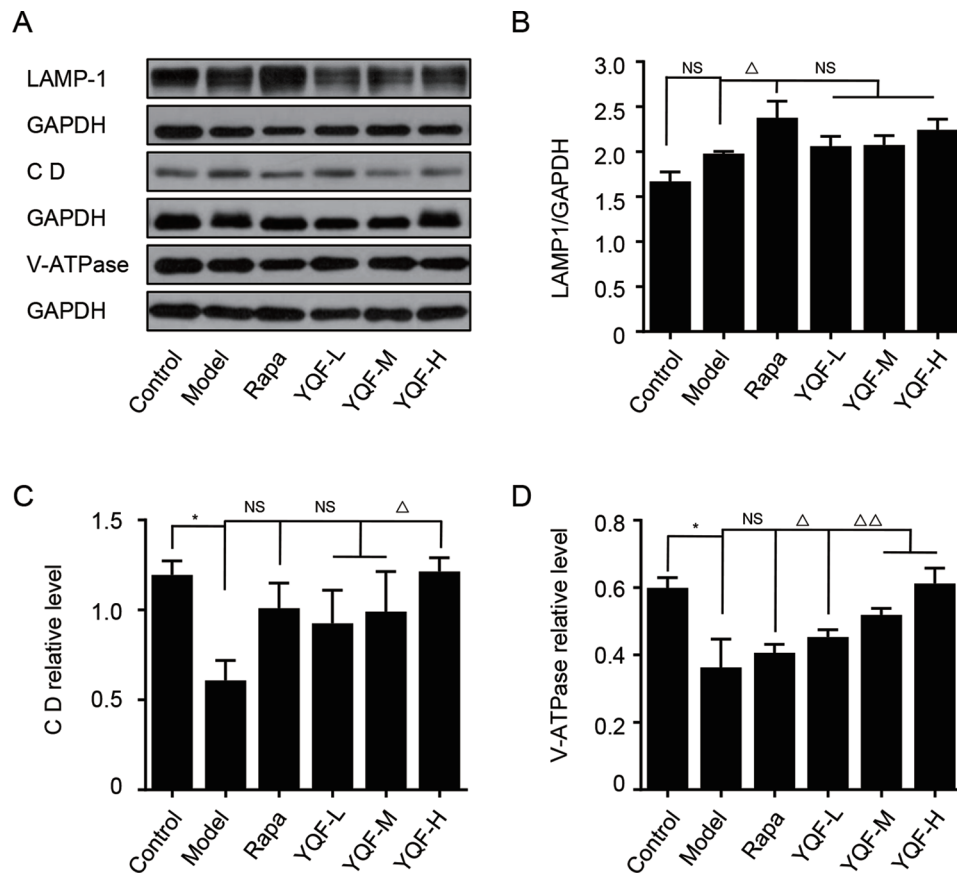 A
LAMP-1
GAPDH
C D
GAPDH
V-ATPase
GAPDH
Control
Model
Rapa
YQF-L
YQF-M
YQF-H
B
LAMP1/GAPDH
3.0
2.5
2.0
1.5
1.0
0.5
0
NS
△
NS
Control
Model
Rapa
YQF-L
YQF-M
YQF-H
C
C D relative level
1.5
1.0
0.5
0
*
NS
NS
△
Control
Model
Rapa
YQF-L
YQF-M
YQF-H
D
V-ATPase relative level
0.8
0.6
0.4
0.2
0
*
NS
△
△△
Control
Model
Rapa
YQF-L
YQF-M
YQF-H